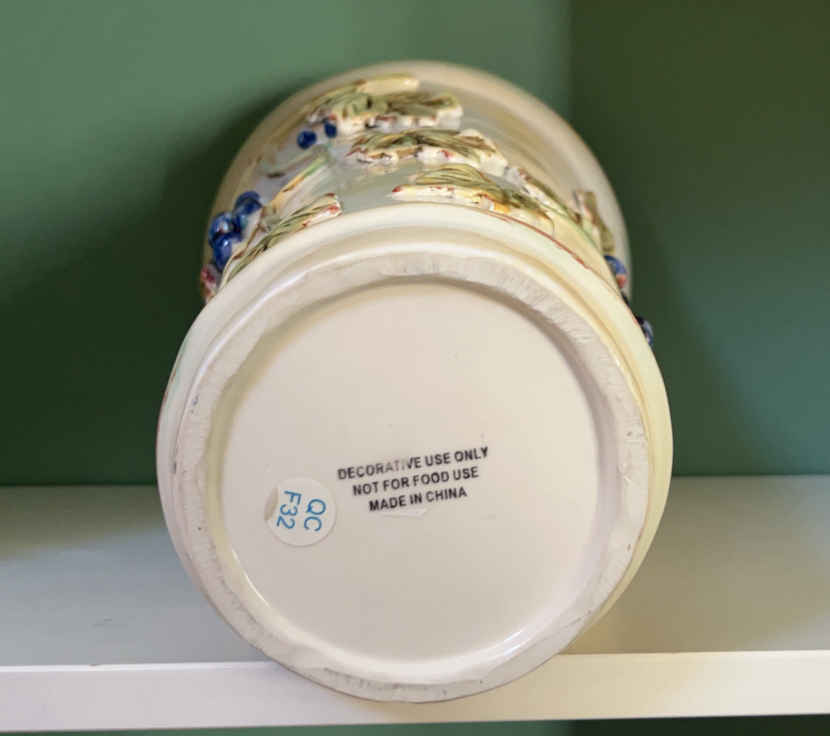 DECORATIVE USE ONLY
NOT FOR FOOD USE
MADE IN CHINA
QC
F32